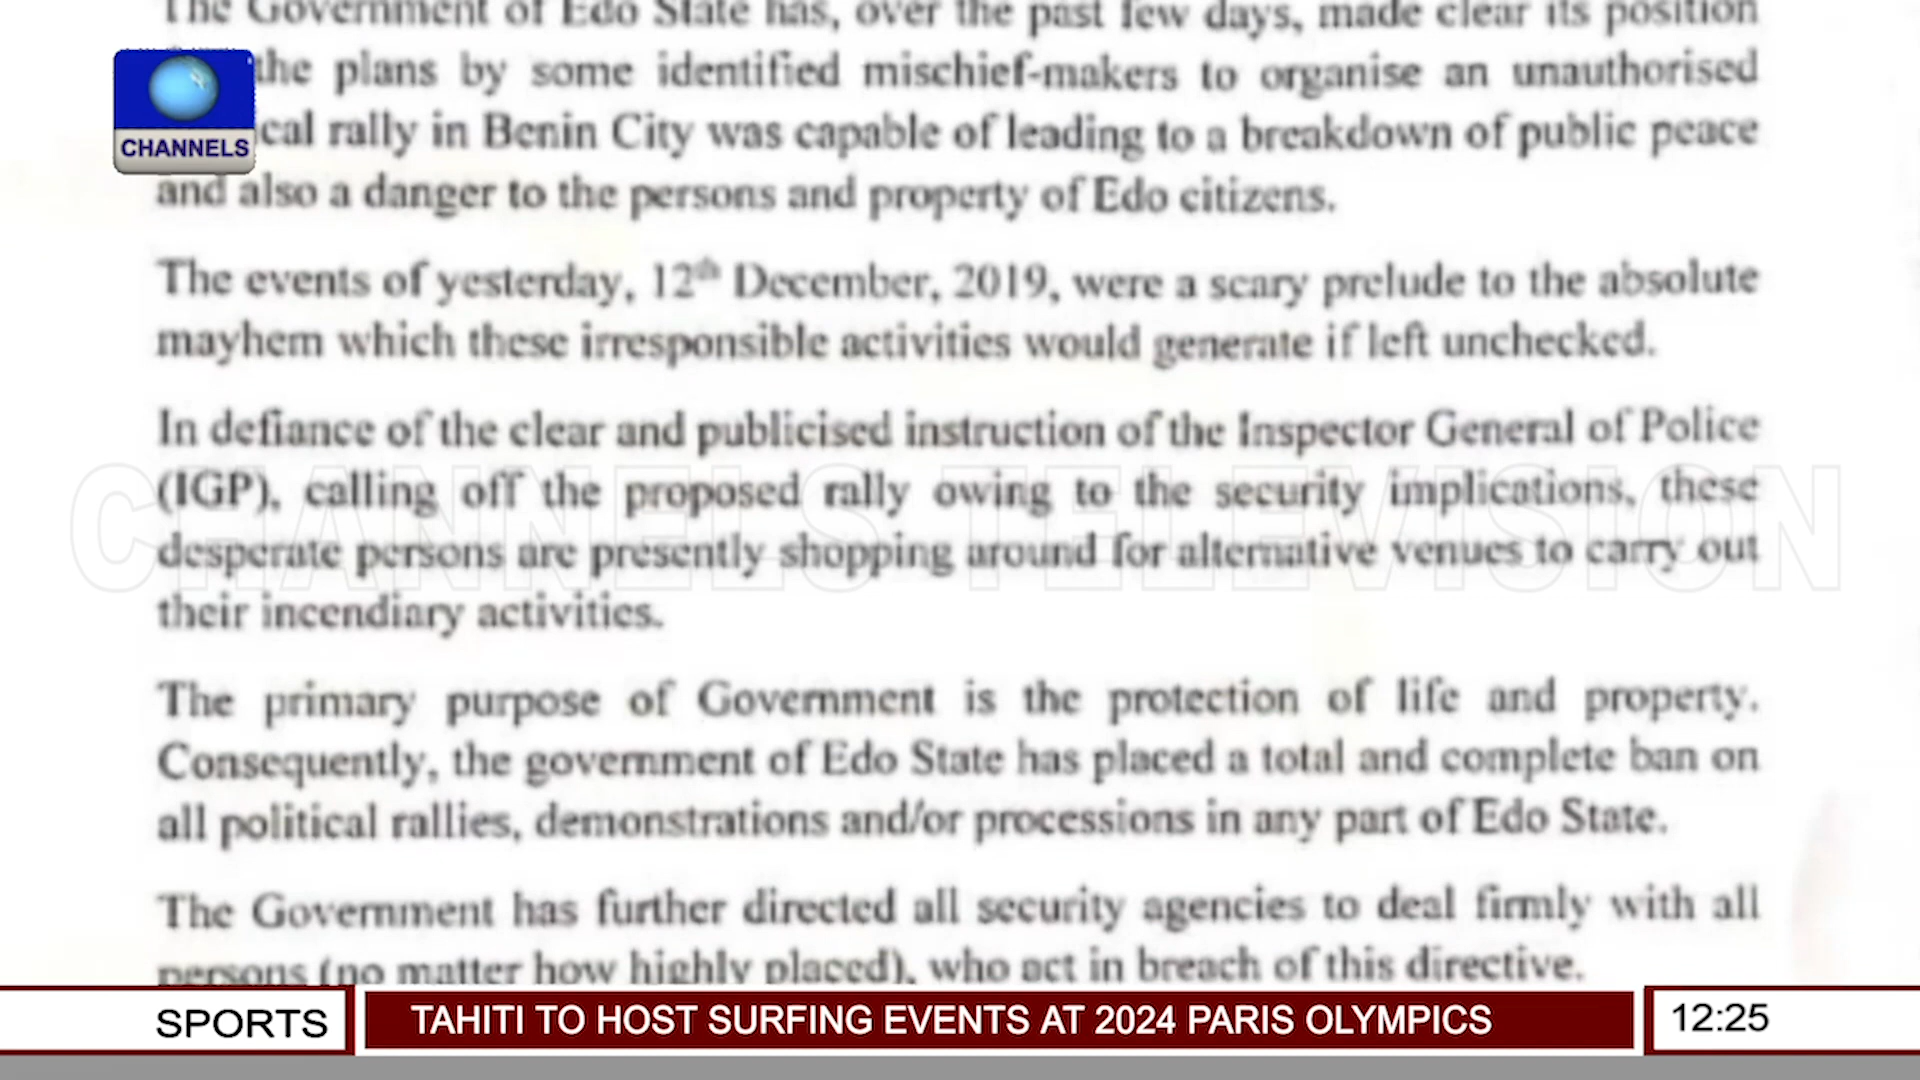 The Government of Edo State has, over the past few days, made clear its position
the plans by some identified mischief-makers to organise an unauthorised
cal rally in Benin City was capable of leading to a breakdown of public peace
and also a danger to the persons and property of Edo citizens.
The events of yesterday, 12th December, 2019, were a scary prelude to the absolute
mayhem which these irresponsible activities would generate if left unchecked.
In defiance of the clear and publicised instruction of the Inspector General of Police
(IGP), calling off the proposed rally owing to the security implications, these
desperate persons are presently shopping around for alternative venues to carry out
their incendiary activities.
The primary purpose of Government is the protection of life and property.
Consequently, the government of Edo State has placed a total and complete ban on
all political rallies, demonstrations and/or processions in any part of Edo State.
The Government has further directed all security agencies to deal firmly with all
persons (no matter how highly placed), who act in breach of this directive.
CHANNELS
CHANNELS TELEVISION
SPORTS
TAHITI TO HOST SURFING EVENTS AT 2024 PARIS OLYMPICS
12:25